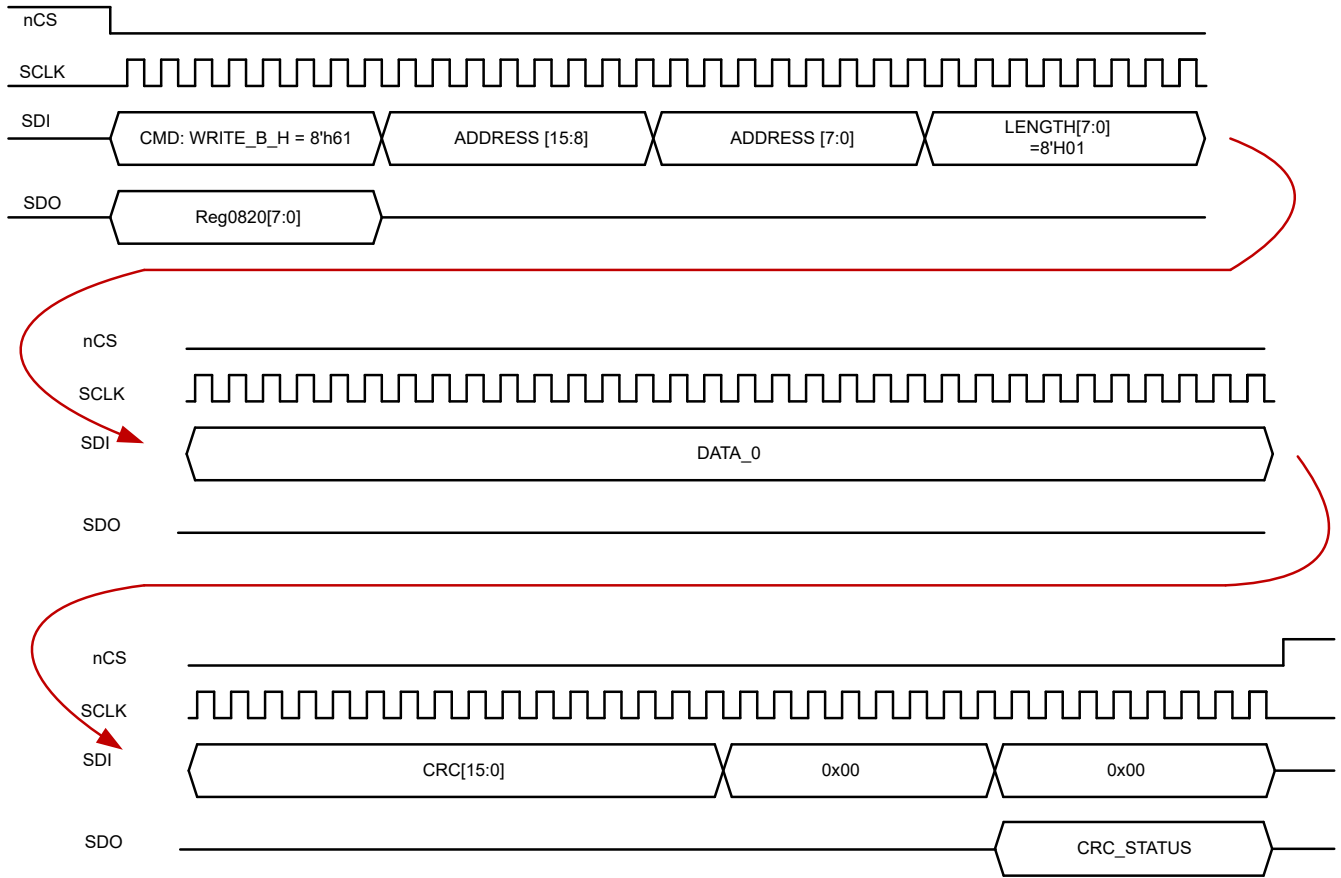 nCS
SCLK
SDI
CMD: WRITE_B_H = 8'h61
ADDRESS [15:8]
ADDRESS [7:0]
LENGTH[7:0]
=8'H01
SDO
Reg0820[7:0]
nCS
SCLK
SDI
DATA_0
SDO
nCS
SCLK
SDI
CRC[15:0]
0x00
0x00
SDO
CRC_STATUS